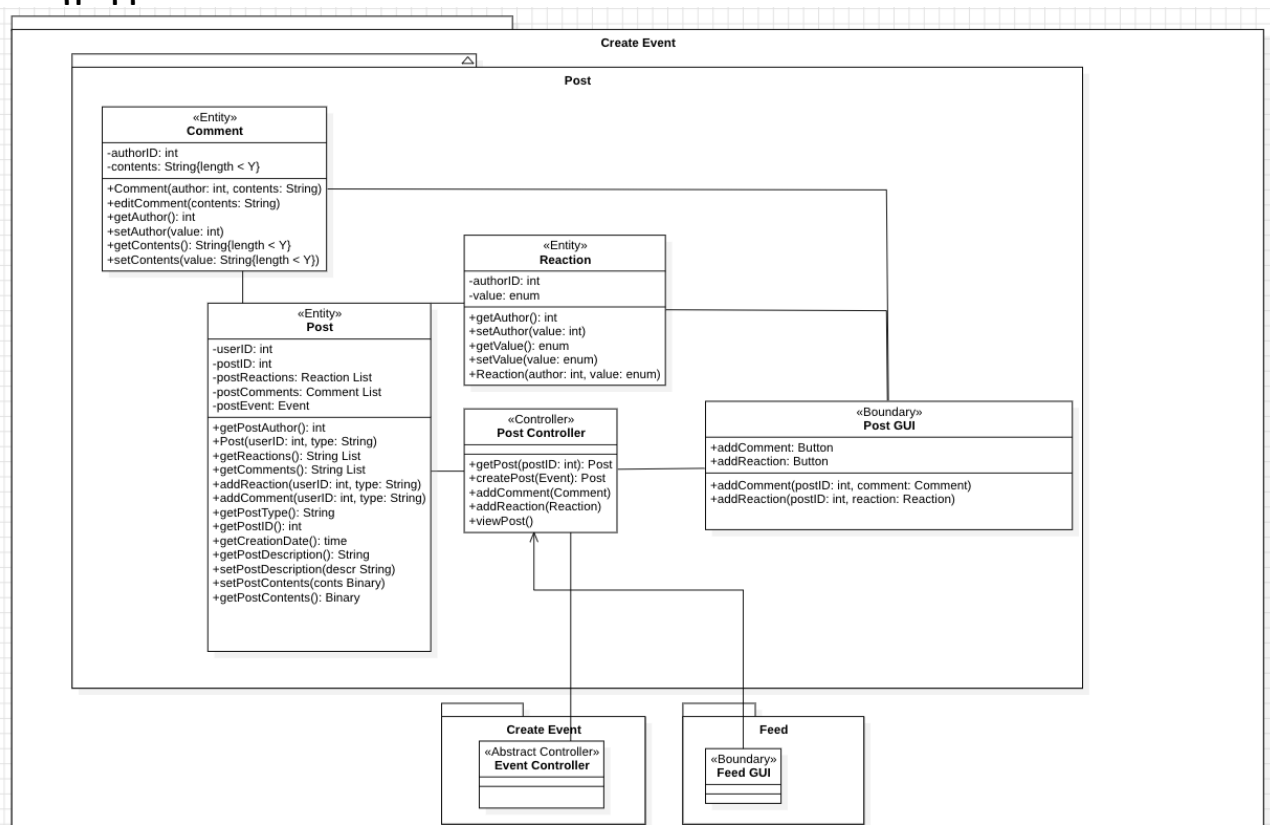 Create Event
Post
«Entity»
Comment
-authorID: int
-contents: String{length < Y}
+Comment(author: int, contents: String)
+editComment(contents: String)
+getAuthor(): int
+setAuthor(value: int)
+getContents(): String{length < Y}
+setContents(value: String{length < Y})
«Entity»
Reaction
-authorID: int
-value: enum
+getAuthor(): int
+setAuthor(value: int)
+getValue(): enum
+setValue(value: enum)
+Reaction(author: int, value: enum)
«Entity»
Post
-userID: int
-postID: int
-postReactions: Reaction List
-postComments: Comment List
-postEvent: Event
+getPostAuthor(): int
+Post(userID: int, type: String)
+getReactions(): String List
+getComments(): String List
+addReaction(userID: int, type: String)
+addComment(userID: int, type: String)
+getPostType(): String
+getPostID(): int
+getCreationDate(): time
+getPostDescription(): String
+setPostDescription(descr String)
+setPostContents(conts Binary)
+getPostContents(): Binary
«Controller»
Post Controller
+getPost(postID: int): Post
+createPost(Event): Post
+addComment(Comment)
+addReaction(Reaction)
+viewPost()
«Boundary»
Post GUI
+addComment: Button
+addReaction: Button
+addComment(postID: int, comment: Comment)
+addReaction(postID: int, reaction: Reaction)
Create Event
«Abstract Controller»
Event Controller
Feed
«Boundary»
Feed GUI